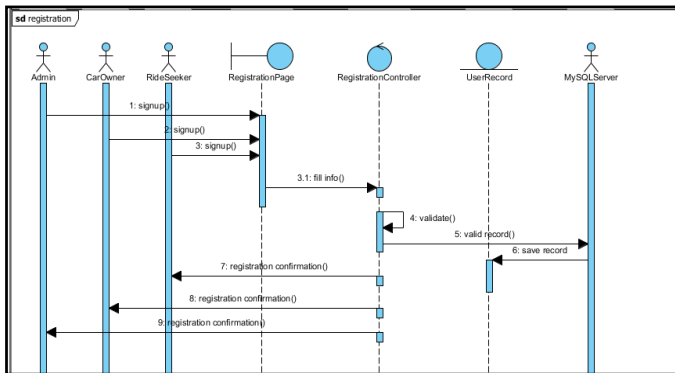 sd registration
Admin
CarOwner
RideSeeker
RegistrationPage
RegistrationController
UserRecord
MySQLServer
1: signup()
2: signup()
3: signup()
3.1: fill info()
4: validate()
5: valid record()
6: save record
7: registration confirmation()
8: registration confirmation()
9: registration confirmation()